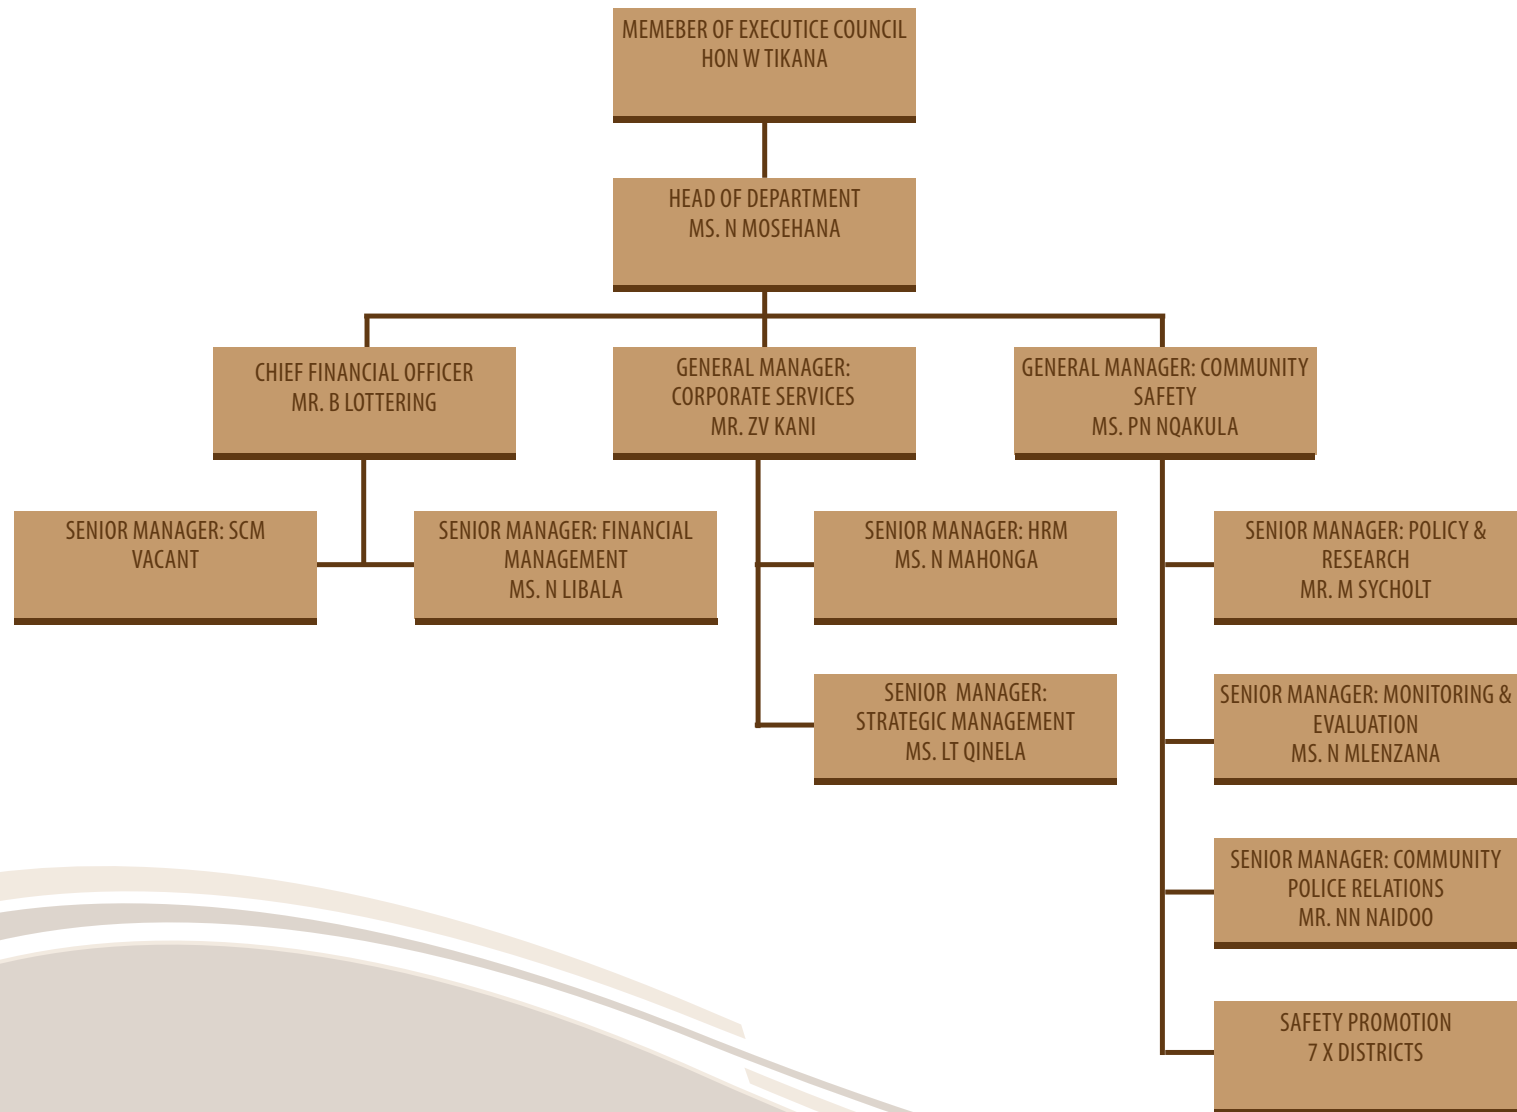 MEMEBER OF EXECUTICE COUNCIL
HON W TIKANA
HEAD OF DEPARTMENT
MS. N MOSEHANA
CHIEF FINANCIAL OFFICER
MR. B LOTTERING
GENERAL MANAGER:
CORPORATE SERVICES
MR. ZV KANI
GENERAL MANAGER: COMMUNITY
SAFETY
MS. PN NQAKULA
SENIOR MANAGER: SCM
VACANT
SENIOR MANAGER: FINANCIAL
MANAGEMENT
MS. N LIBALA
SENIOR MANAGER: HRM
MS. N MAHONGA
SENIOR MANAGER: POLICY &
RESEARCH
MR. M SYCHOLT
SENIOR  MANAGER:
STRATEGIC MANAGEMENT
MS. LT QINELA
SENIOR MANAGER: MONITORING &
EVALUATION
MS. N MLENZANA
SENIOR MANAGER: COMMUNITY
POLICE RELATIONS
MR. NN NAIDOO
SAFETY PROMOTION
7 X DISTRICTS